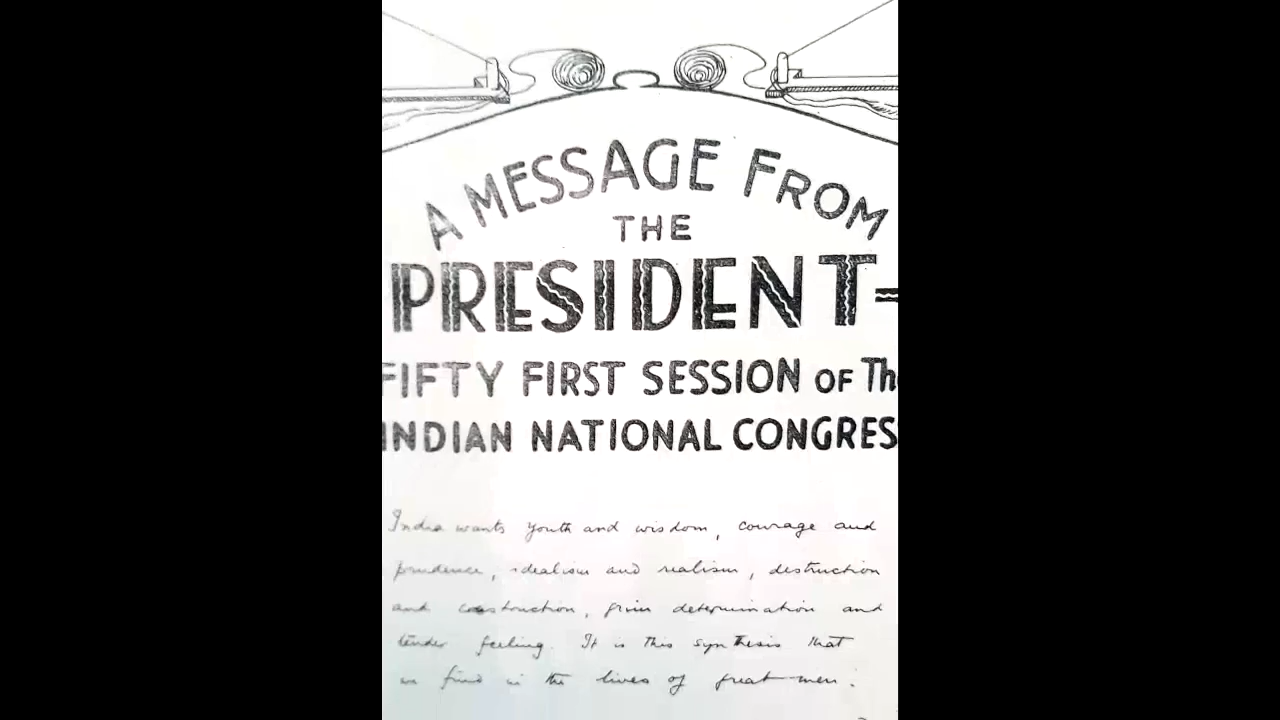 A MESSAGE FROM
THE
PRESIDENT-
FIFTY FIRST SESSION OF The
INDIAN NATIONAL CONGRES
India wants youth and wisdom, courage and
prudence, idealism and realism, destruction
and construction, grim determination and
tender feeling. It is this synthesis that
we find in the lives of great men.